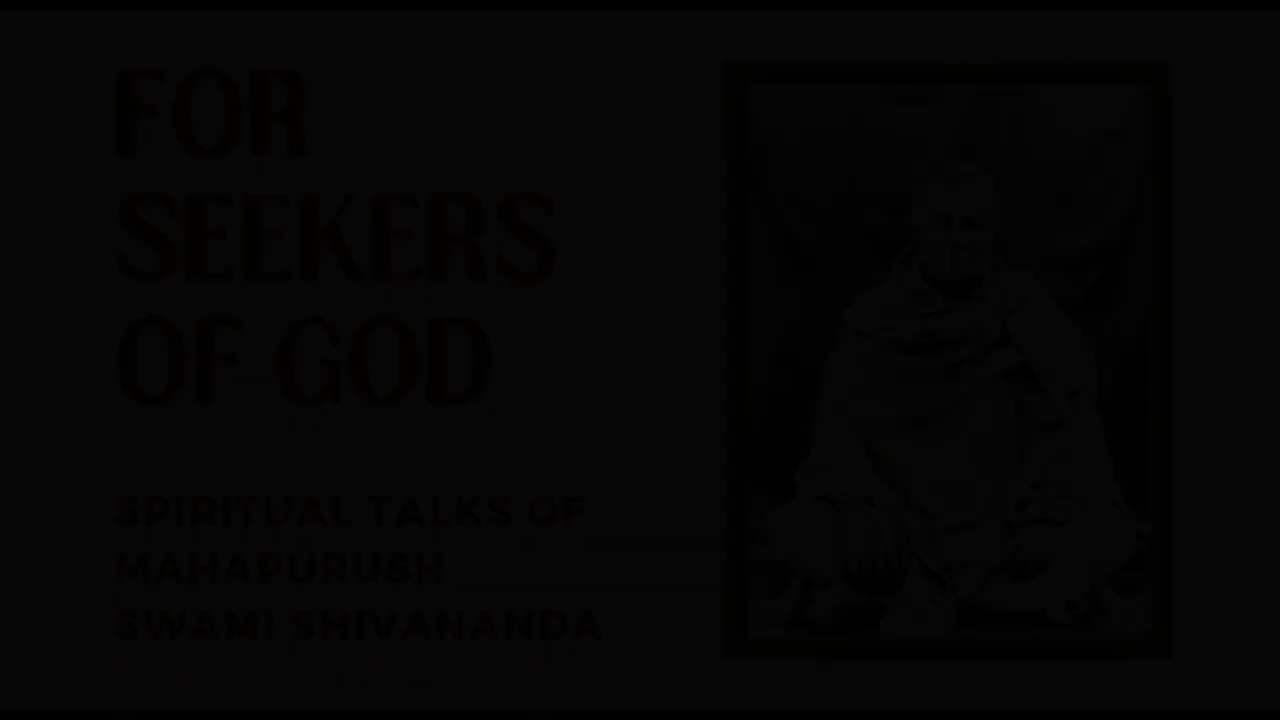 FOR
SEEKERS
OF GOD
SPIRITUAL TALKS OF
MAHAPURUSH
SWAMI SHIVANANDA